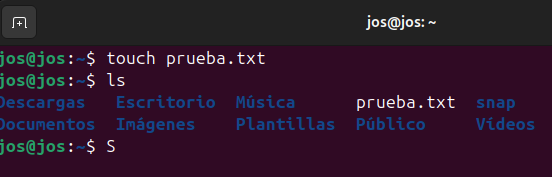 jos@jos: ~
jos@jos:~$ touch prueba.txt
jos@jos:~$ ls
Descargas Escritorio Música prueba.txt snap
Documentos Imágenes Plantillas Público Vídeos
jos@jos:~$ S